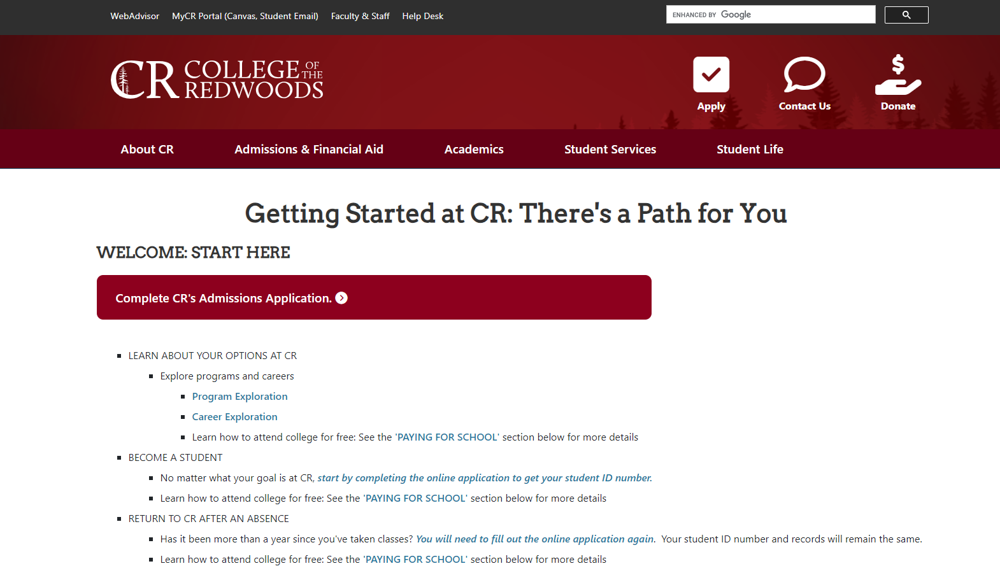 WebAdvisor MyCR Portal (Canvas, Student Email) Faculty & Staff Help Desk ENHANCED BY Google
CR COLLEGE OF THE REDWOODS
Apply Contact Us Donate
About CR Admissions & Financial Aid Academics Student Services Student Life
Getting Started at CR: There's a Path for You
WELCOME: START HERE
Complete CR's Admissions Application.
LEARN ABOUT YOUR OPTIONS AT CR
Explore programs and careers
Program Exploration
Career Exploration
Learn how to attend college for free: See the 'PAYING FOR SCHOOL' section below for more details
BECOME A STUDENT
No matter what your goal is at CR, start by completing the online application to get your student ID number.
Learn how to attend college for free: See the 'PAYING FOR SCHOOL' section below for more details
RETURN TO CR AFTER AN ABSENCE
Has it been more than a year since you've taken classes? You will need to fill out the online application again. Your student ID number and records will remain the same.
Learn how to attend college for free: See the 'PAYING FOR SCHOOL' section below for more details